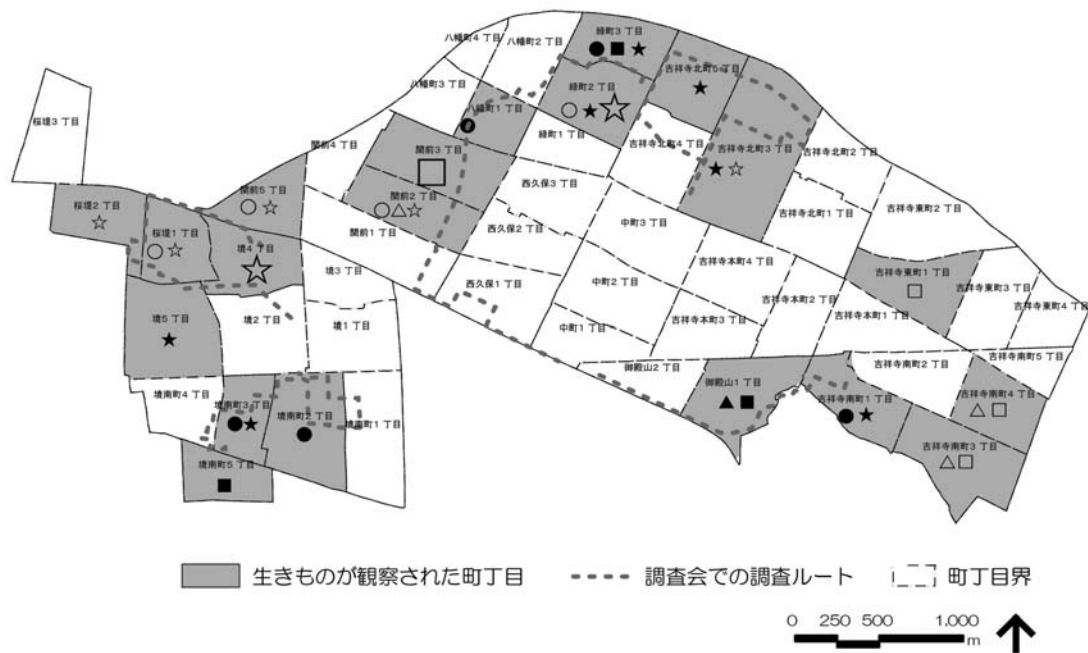 緑町3 丁目
八幡町4 丁目
八幡町2 丁目
吉祥寺北町5 丁目
八幡町3 丁目
緑町2 丁目
桜堤3 丁目
八幡町1 丁目
緑町1 丁目
吉祥寺北町4 丁目
吉祥寺北町3 丁目
吉祥寺北町2 丁目
関前4 丁目
関前3 丁目
西久保3 丁目
関前5 丁目
桜堤2 丁目
関前2 丁目
中町3 丁目
吉祥寺北町1 丁目
吉祥寺東町2 丁目
桜堤1 丁目
境4 丁目
関前1 丁目
西久保2 丁目
境3 丁目
吉祥寺本町4 丁目
吉祥寺東町1 丁目
吉祥寺東町3 丁目
吉祥寺東町4 丁目
西久保1 丁目
中町2 丁目
吉祥寺本町2 丁目
吉祥寺本町1 丁目
境5 丁目
境2 丁目
境1 丁目
中町1 丁目
吉祥寺本町3 丁目
吉祥寺南町5 丁目
御殿山2 丁目
御殿山1 丁目
吉祥寺南町2 丁目
境南町4 丁目
境南町3 丁目
境南町2 丁目
境南町1 丁目
吉祥寺南町1 丁目
吉祥寺南町4 丁目
吉祥寺南町3 丁目
境南町5 丁目
生きものが観察された町丁目
調査会での調査ルート
町丁目界
0 250 500 1,000
m